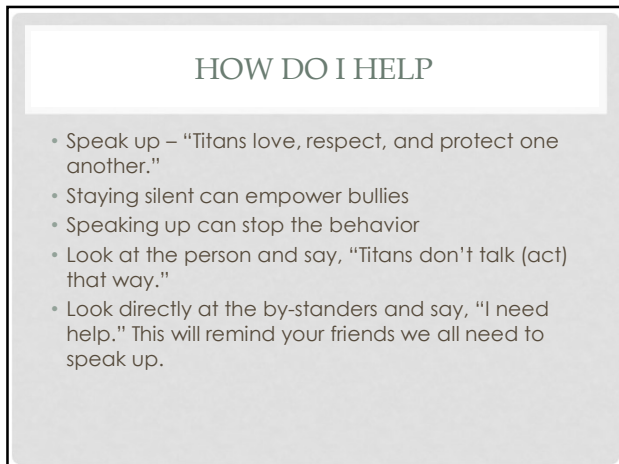 HOW DO I HELP
• Speak up – “Titans love, respect, and protect one
another.”
• Staying silent can empower bullies
• Speaking up can stop the behavior
• Look at the person and say, “Titans don’t talk (act)
that way.”
• Look directly at the by-standers and say, “I need
help.” This will remind your friends we all need to
speak up.